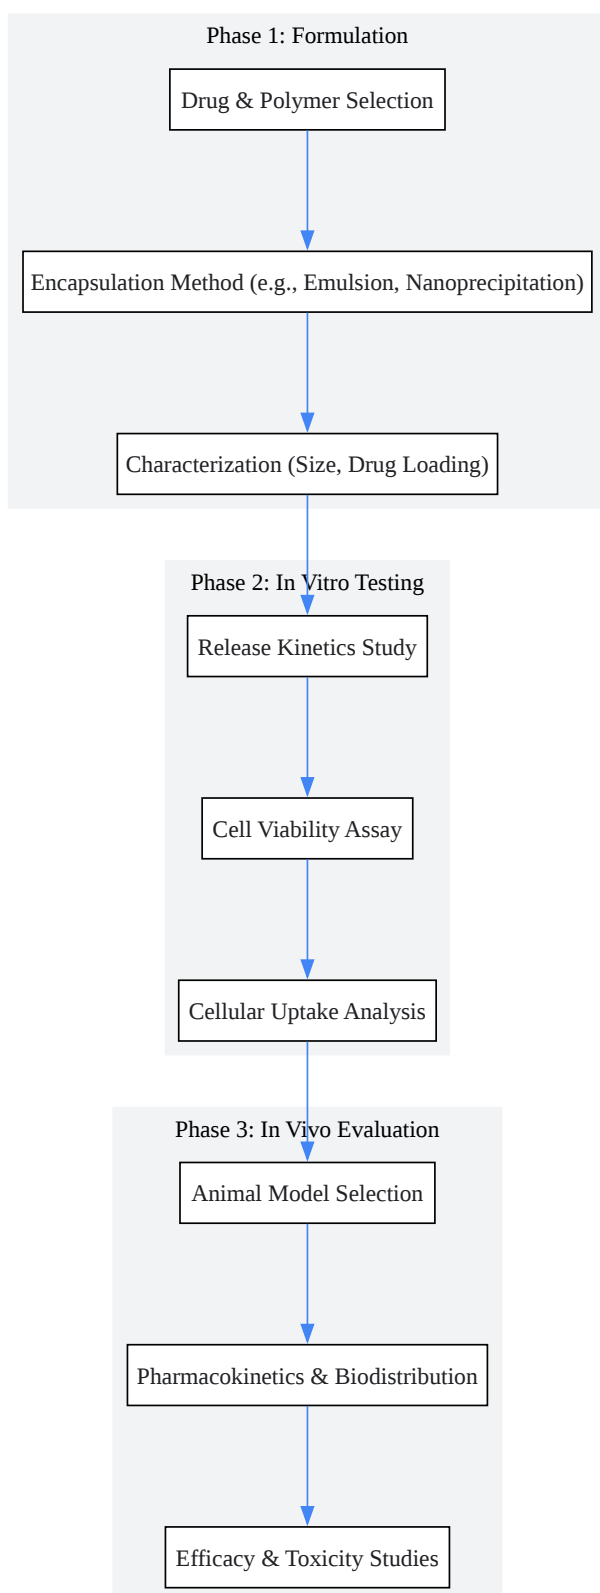 Phase 1: Formulation
Drug & Polymer Selection
Encapsulation Method (e.g., Emulsion, Nanoprecipitation)
Characterization (Size, Drug Loading)
Phase 2: In Vitro Testing
Release Kinetics Study
Cell Viability Assay
Cellular Uptake Analysis
Phase 3: In Vivo Evaluation
Animal Model Selection
Pharmacokinetics & Biodistribution
Efficacy & Toxicity Studies